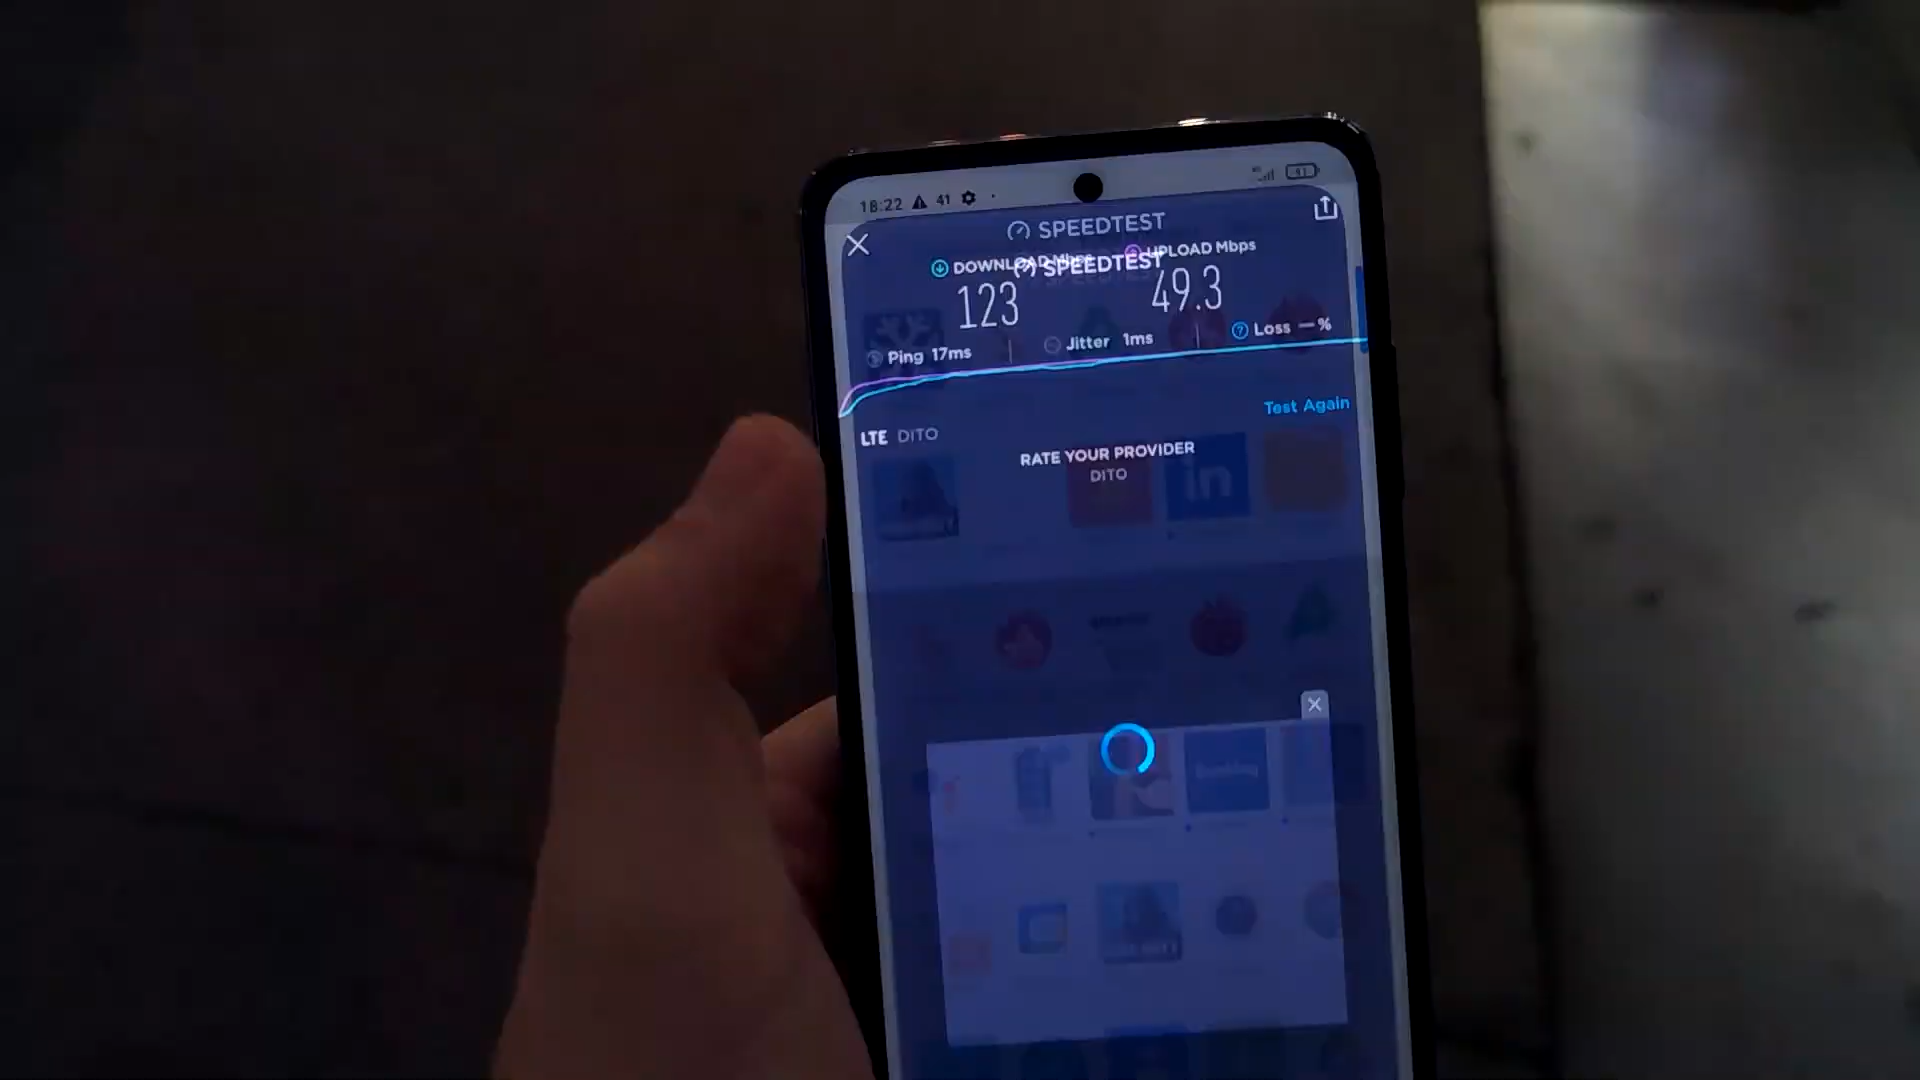 18:22 41
SPEEDTEST
DOWNLOAD Mbps
UPLOAD Mbps
SPEEDTEST
123
49.3
Ping 17ms
Jitter 1ms
Loss — %
Test Again
LTE DITO
RATE YOUR PROVIDER
DITO
in